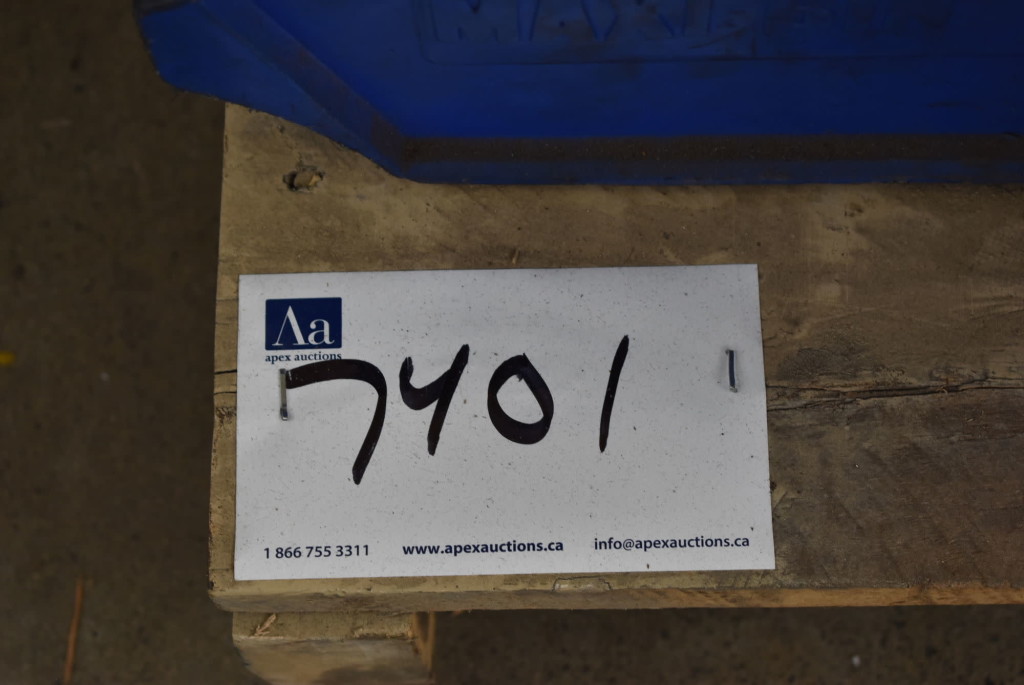 Aa
apex auctions
7401
1 866 755 3311 www.apexauctions.ca info@apexauctions.ca